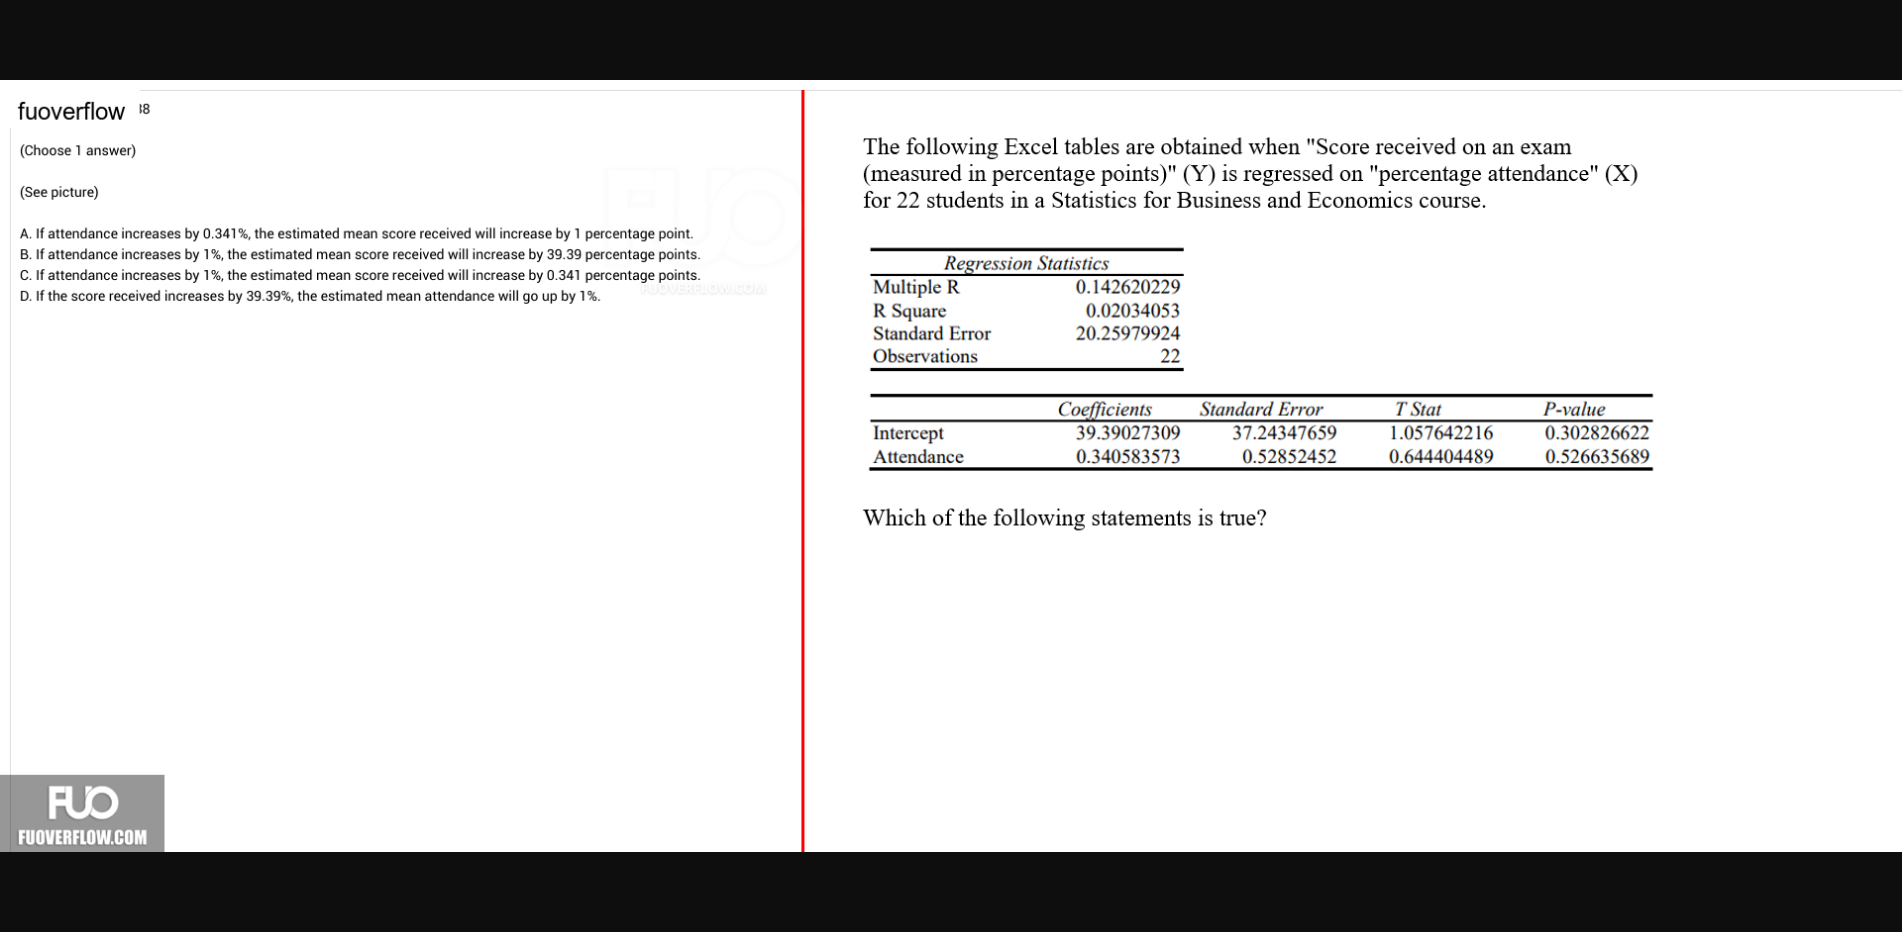 fuoverflow
(Choose 1 answer)
(See picture)
A. If attendance increases by 0.341%, the estimated mean score received will increase by 1 percentage point.
B. If attendance increases by 1%, the estimated mean score received will increase by 39.39 percentage points.
C. If attendance increases by 1%, the estimated mean score received will increase by 0.341 percentage points.
D. If the score received increases by 39.39%, the estimated mean attendance will go up by 1%.
FUOVERFLOW.COM
FUO
FUOVERFLOW.COM
The following Excel tables are obtained when "Score received on an exam
(measured in percentage points)" (Y) is regressed on "percentage attendance" (X)
for 22 students in a Statistics for Business and Economics course.
Regression Statistics
Multiple R 0.142620229
R Square 0.02034053
Standard Error 20.25979924
Observations 22
Coefficients Standard Error T Stat P-value
Intercept 39.39027309 37.24347659 1.057642216 0.302826622
Attendance 0.340583573 0.52852452 0.644404489 0.526635689
Which of the following statements is true?